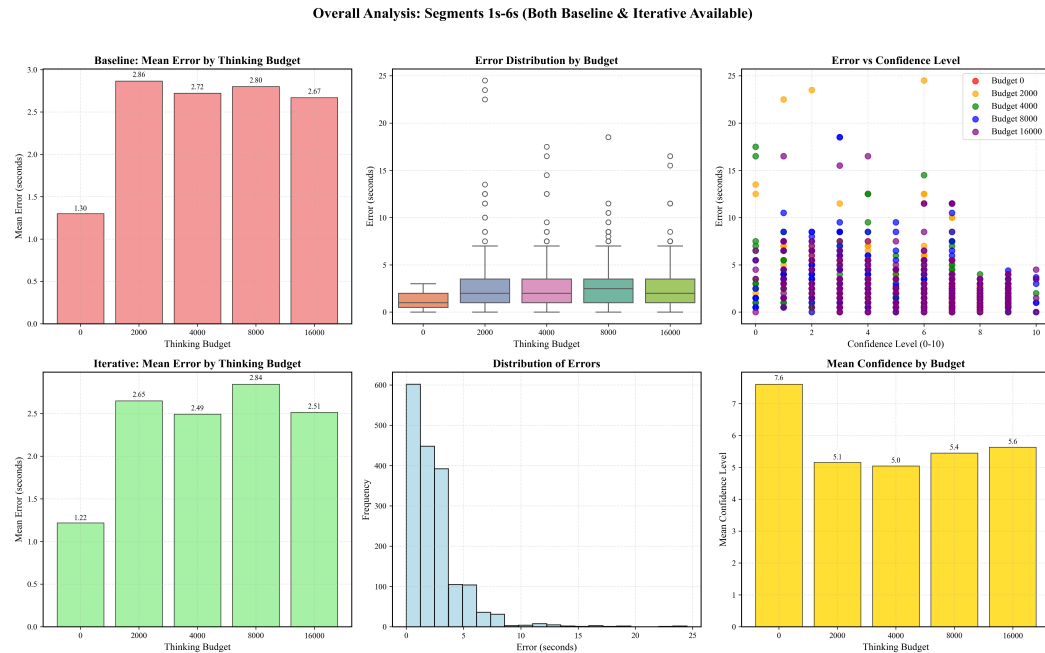 Overall Analysis: Segments 1s-6s (Both Baseline & Iterative Available)
Baseline: Mean Error by Thinking Budget
Mean Error (seconds)
3.0
2.5
2.0
1.5
1.0
0.5
0.0
1.30
2.86
2.72
2.80
2.67
0 2000 4000 8000 16000
Thinking Budget
Error Distribution by Budget
Error (seconds)
25
20
15
10
5
0
0 2000 4000 8000 16000
Thinking Budget
Error vs Confidence Level
Error (seconds)
25
20
15
10
5
0
Budget 0
Budget 2000
Budget 4000
Budget 8000
Budget 16000
0 2 4 6 8 10
Confidence Level (0-10)
Iterative: Mean Error by Thinking Budget
Mean Error (seconds)
2.5
2.0
1.5
1.0
0.5
0.0
1.22
2.65
2.49
2.84
2.51
0 2000 4000 8000 16000
Thinking Budget
Distribution of Errors
Frequency
600
500
400
300
200
100
0
0 5 10 15 20 25
Error (seconds)
Mean Confidence by Budget
Mean Confidence Level
7
6
5
4
3
2
1
0
7.6
5.1
5.0
5.4
5.6
0 2000 4000 8000 16000
Thinking Budget